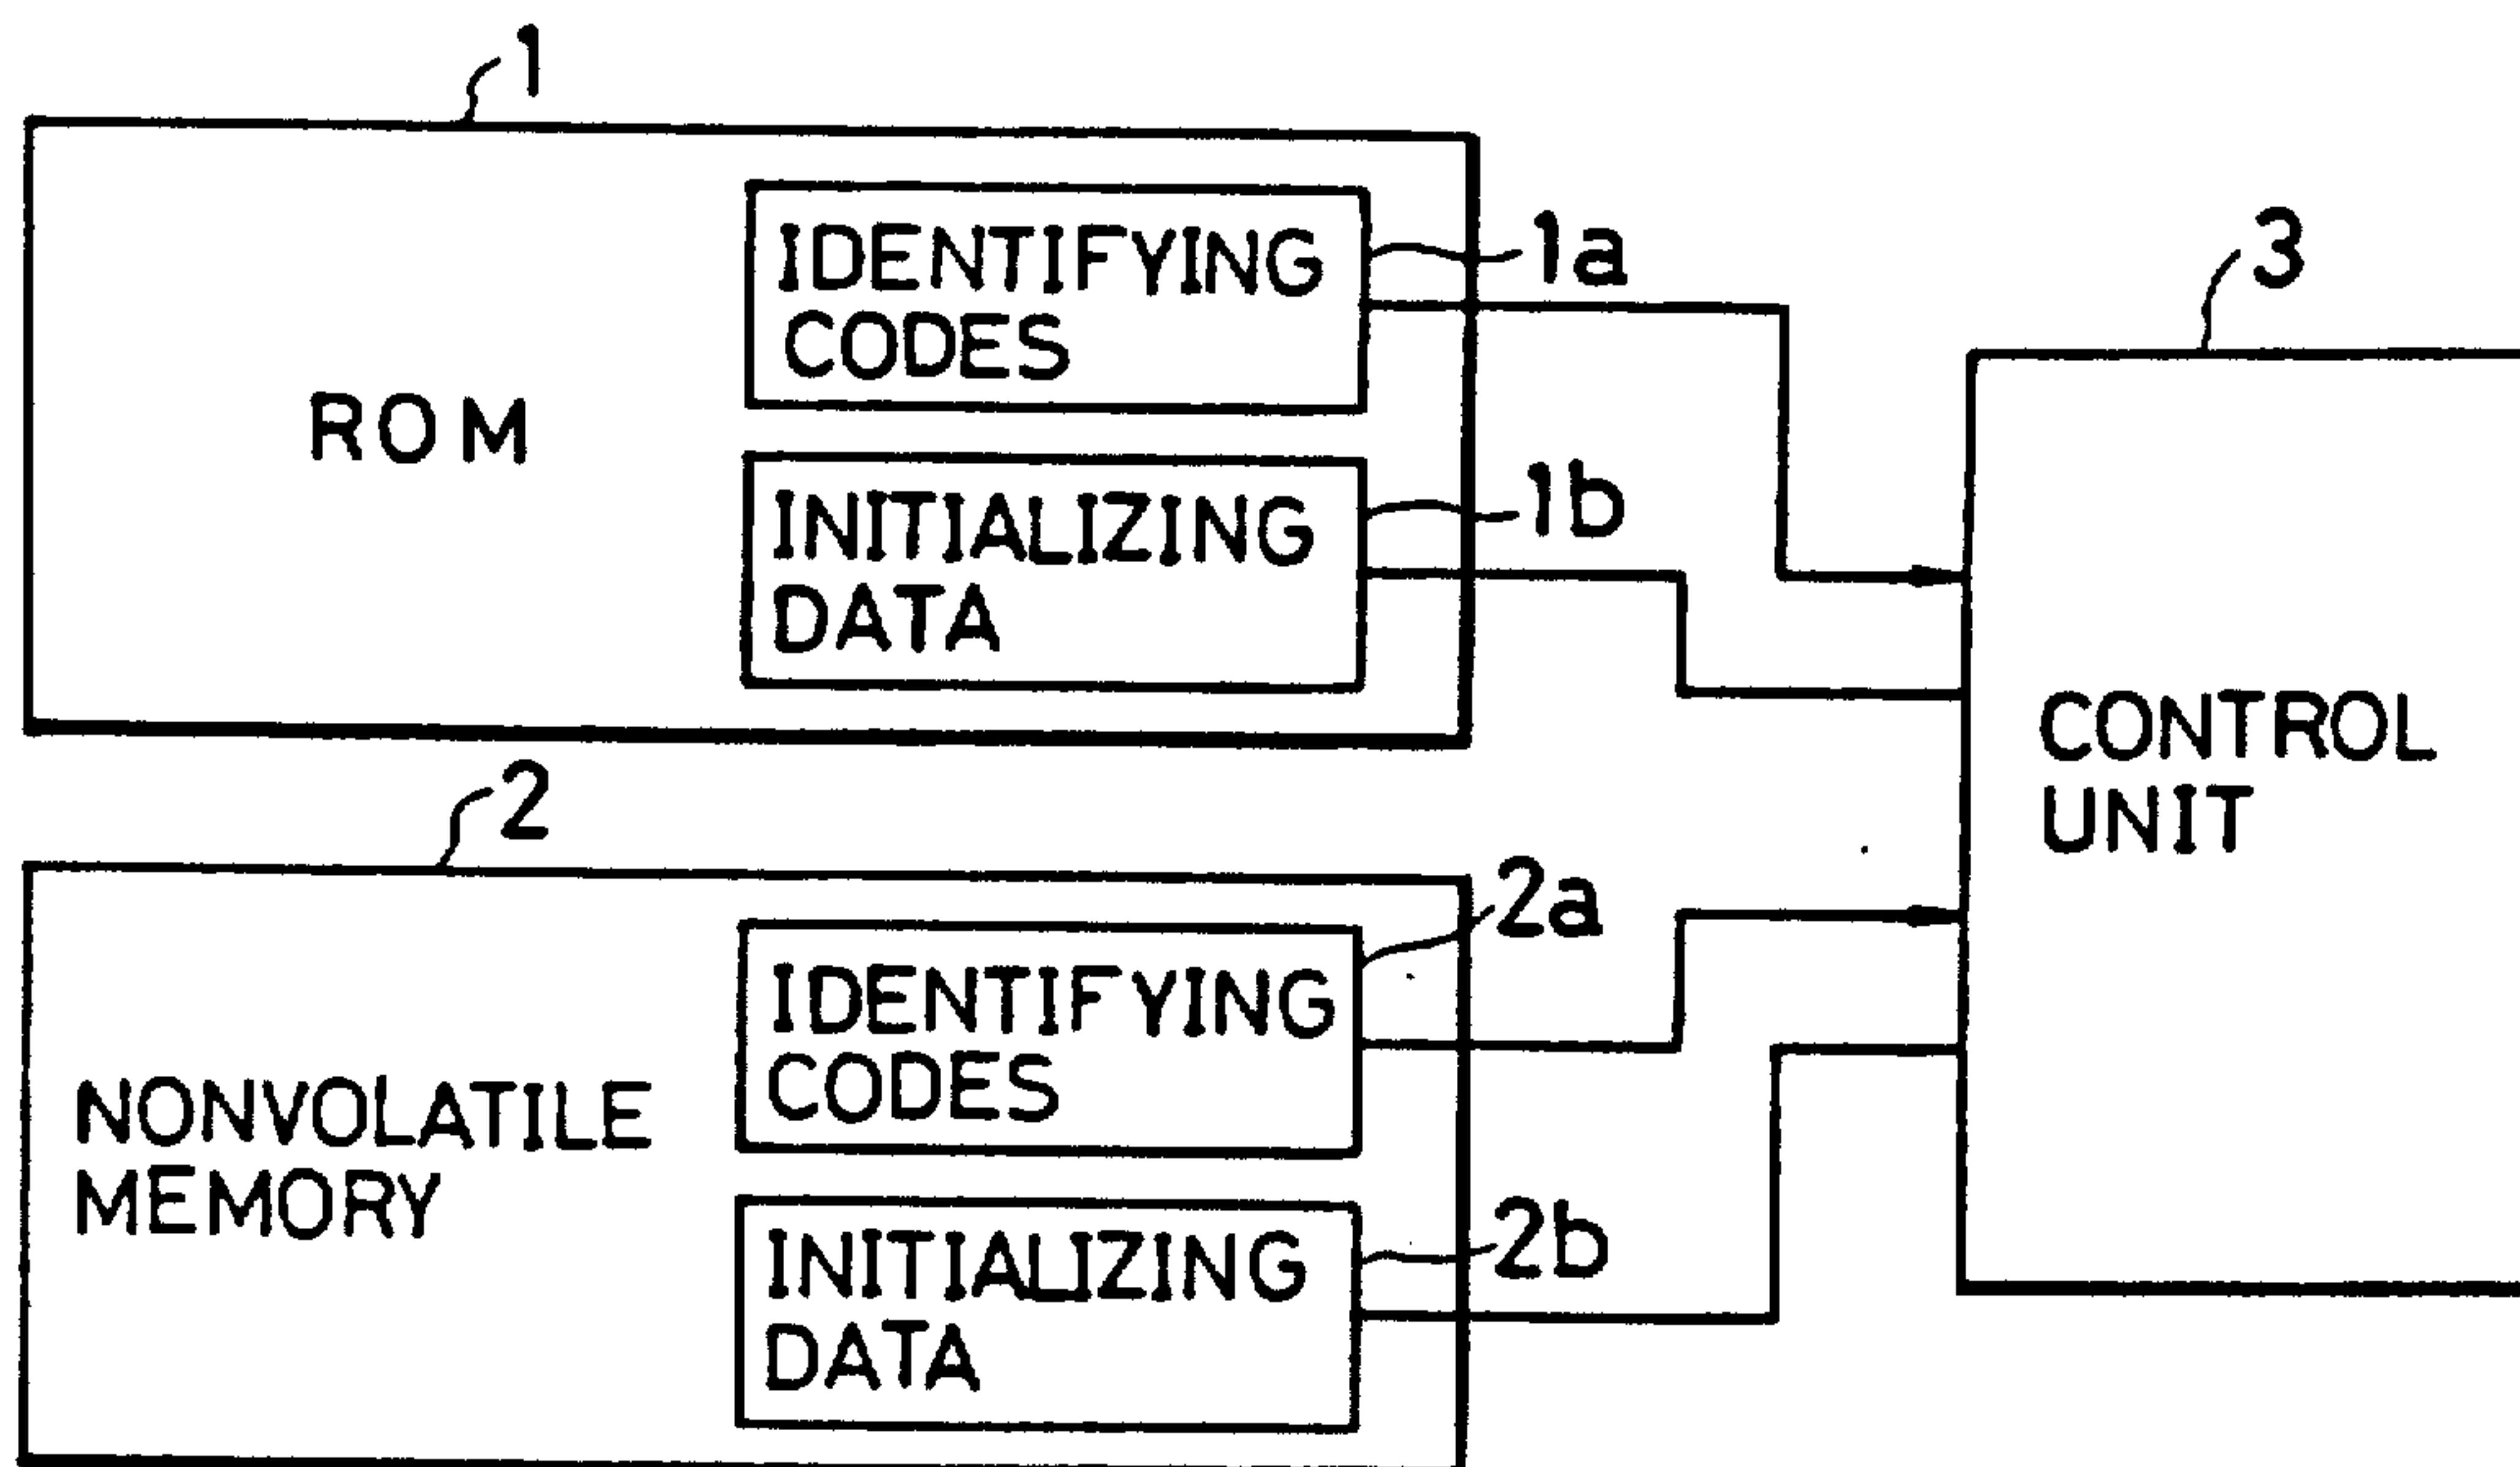 1
IDENTIFYING
CODES
1a
ROM
INITIALIZING
DATA
1b
2
IDENTIFYING
CODES
2a
NONVOLATILE
MEMORY
INITIALIZING
DATA
2b
3
CONTROL
UNIT